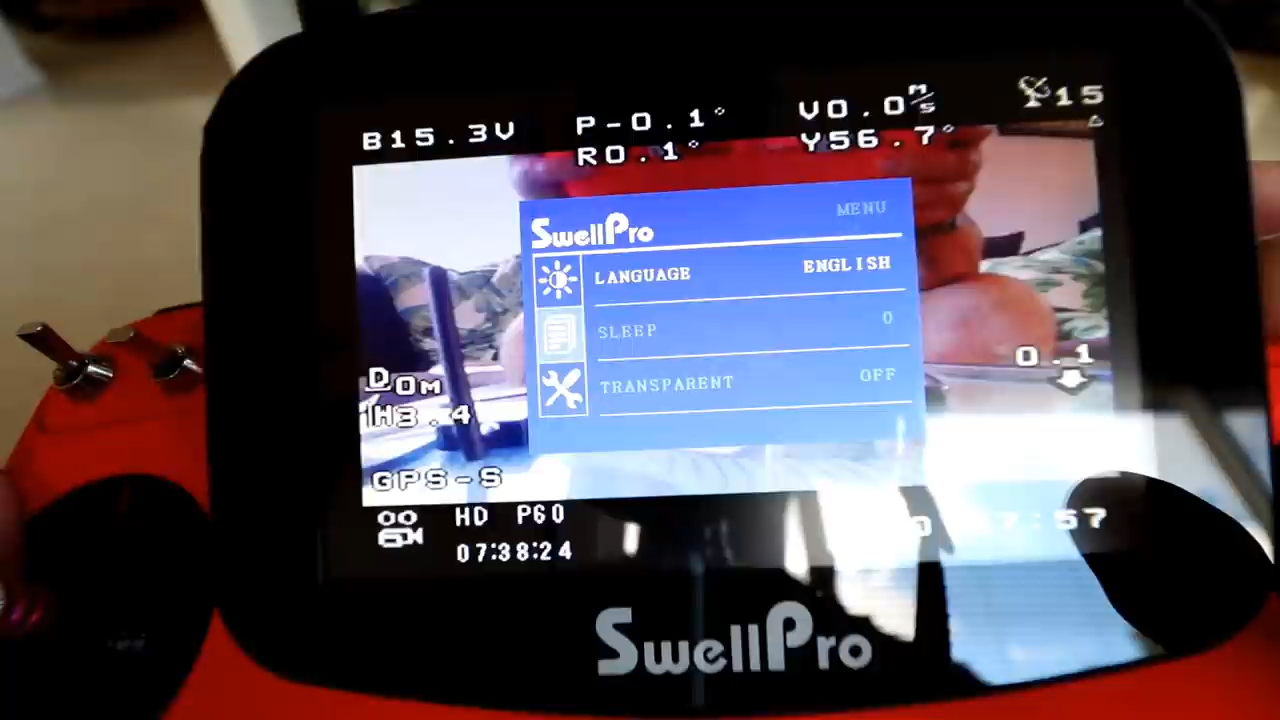 B15.3V P-0.1° V0.0M/S 15
R0.1° Y56.7°
SwellPro MENU
LANGUAGE ENGLISH
SLEEP 0
TRANSPARENT OFF
0.1
D0M
H3.4
GPS-S
HD P60
07:38:24
:57
SwellPro